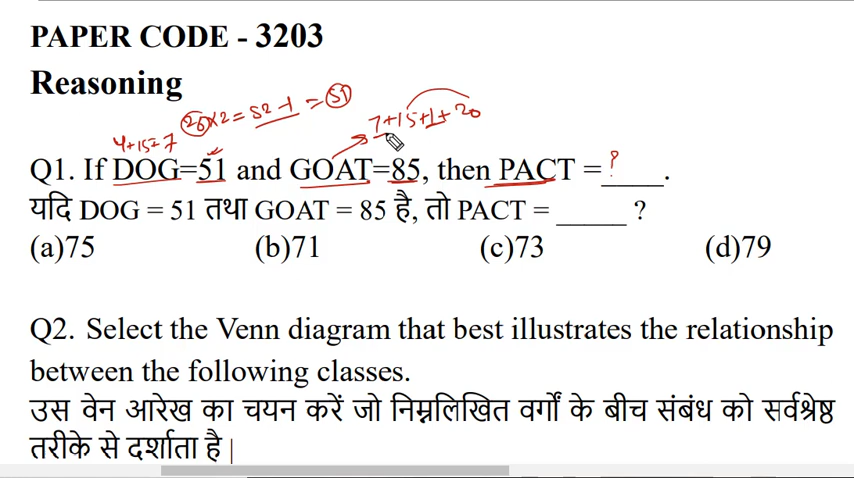 PAPER CODE - 3203
Reasoning
26×2=52-1=51
7+15+1+20
4+15=7
Q1. If DOG=51 and GOAT=85, then PACT =?_____.
यदि DOG = 51 तथा GOAT = 85 है, तो PACT = _____ ?
(a)75 (b)71 (c)73 (d)79
Q2. Select the Venn diagram that best illustrates the relationship
between the following classes.
उस वेन आरेख का चयन करें जो निम्नलिखित वर्गों के बीच संबंध को सर्वश्रेष्ठ
तरीके से दर्शाता है |